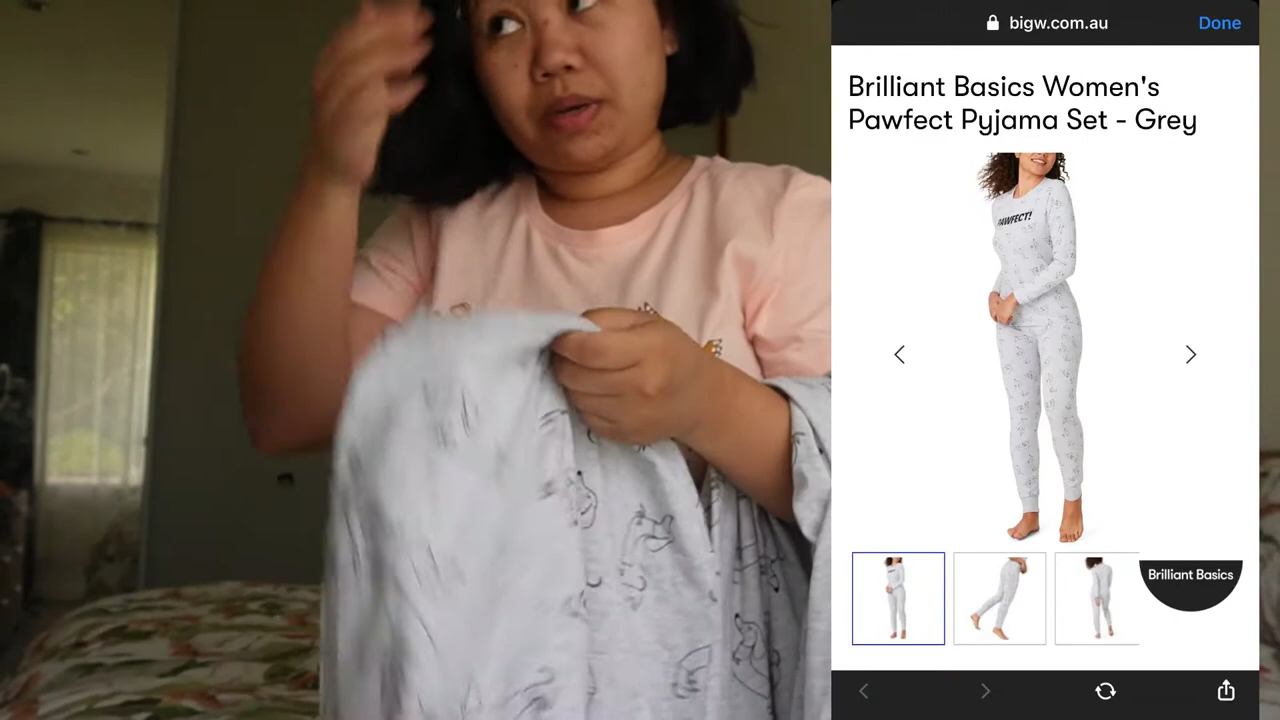 bigw.com.au
Done
Brilliant Basics Women's
Pawfect Pyjama Set - Grey
PAWFECT!
Brilliant Basics